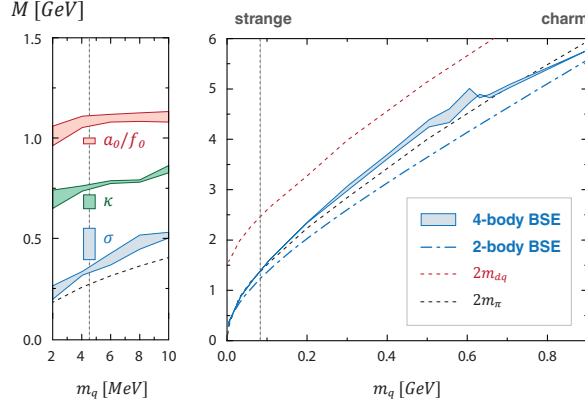 M [GeV]
strange
charm
1.5
1.0
0.5
0.0
a₀/f₀
κ
σ
2
4
6
8
10
m_q [MeV]
6
5
4
3
2
1
0
4-body BSE
2-body BSE
2m_dq
2m_π
0.0
0.2
0.4
0.6
0.8
m_q [GeV]